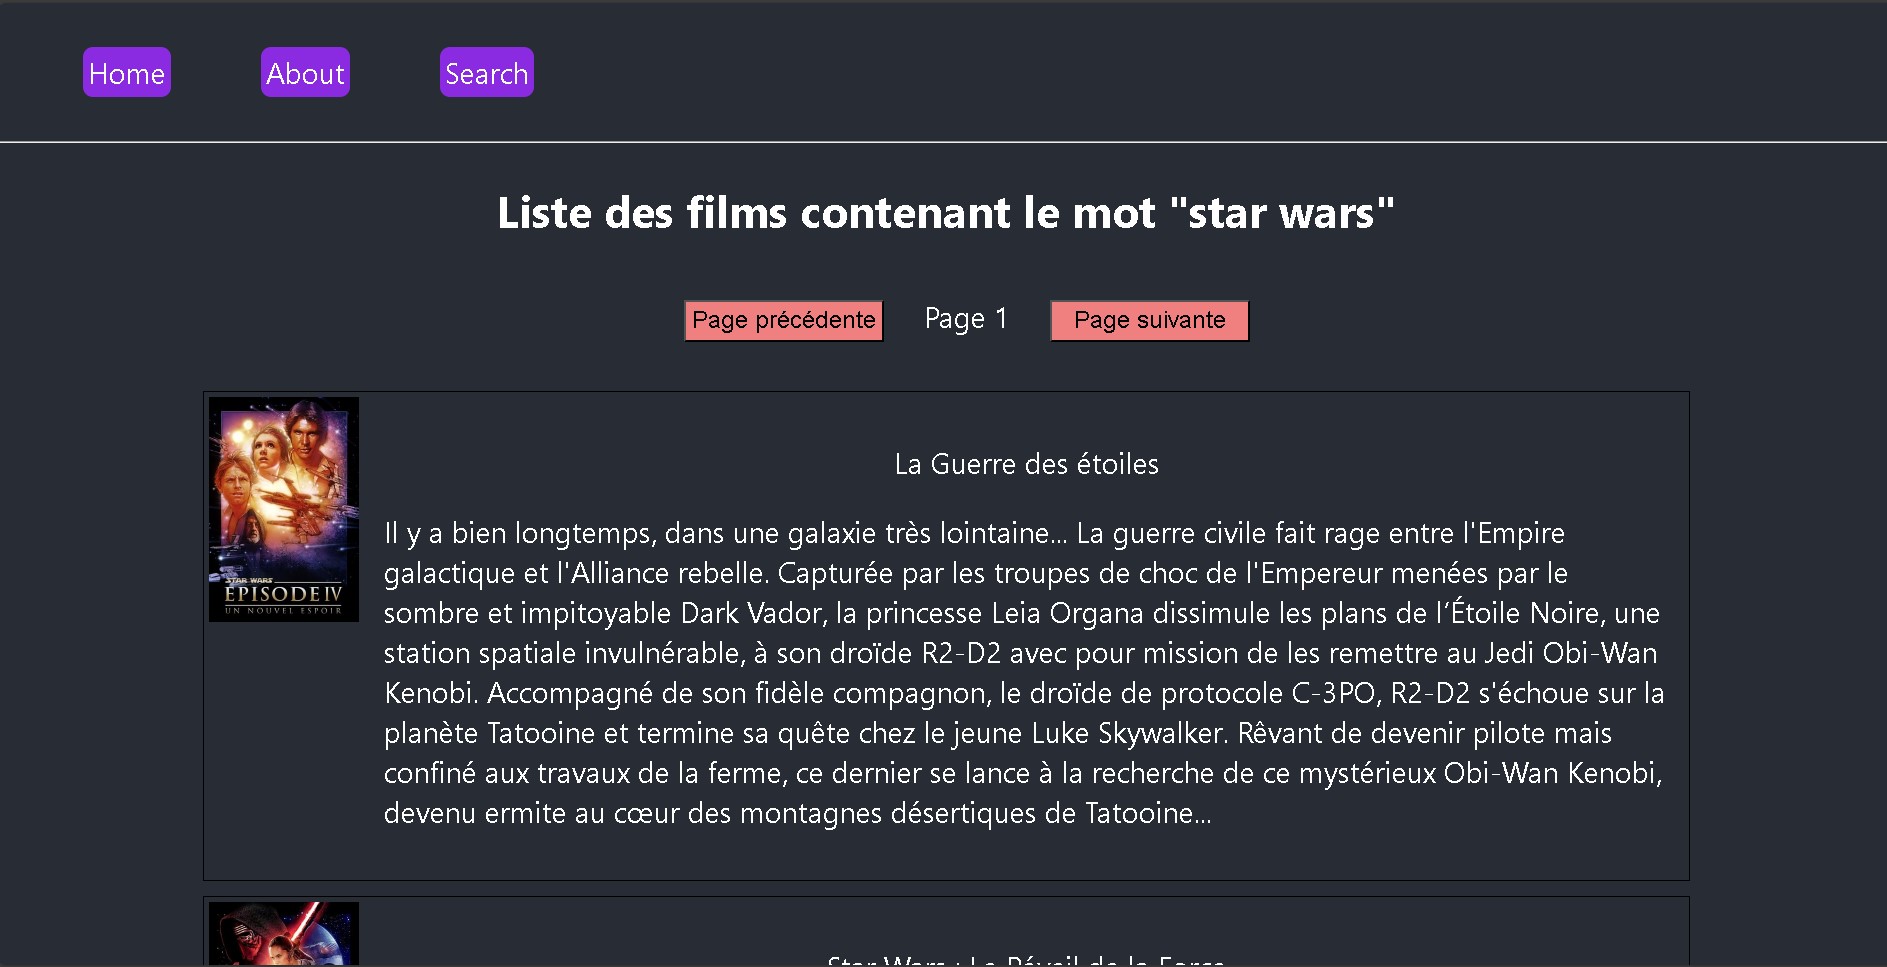 Home About Search
Liste des films contenant le mot "star wars"
Page précédente Page 1 Page suivante
La Guerre des étoiles
Il y a bien longtemps, dans une galaxie très lointaine... La guerre civile fait rage entre l'Empire
galactique et l'Alliance rebelle. Capturée par les troupes de choc de l'Empereur menées par le
sombre et impitoyable Dark Vador, la princesse Leia Organa dissimule les plans de l’Étoile Noire, une
station spatiale invulnérable, à son droïde R2-D2 avec pour mission de les remettre au Jedi Obi-Wan
Kenobi. Accompagné de son fidèle compagnon, le droïde de protocole C-3PO, R2-D2 s'échoue sur la
planète Tatooine et termine sa quête chez le jeune Luke Skywalker. Rêvant de devenir pilote mais
confiné aux travaux de la ferme, ce dernier se lance à la recherche de ce mystérieux Obi-Wan Kenobi,
devenu ermite au cœur des montagnes désertiques de Tatooine...
STAR WARS
EPISODE IV
UN NOUVEL ESPOIR
Star Wars : Le Réveil de la Force